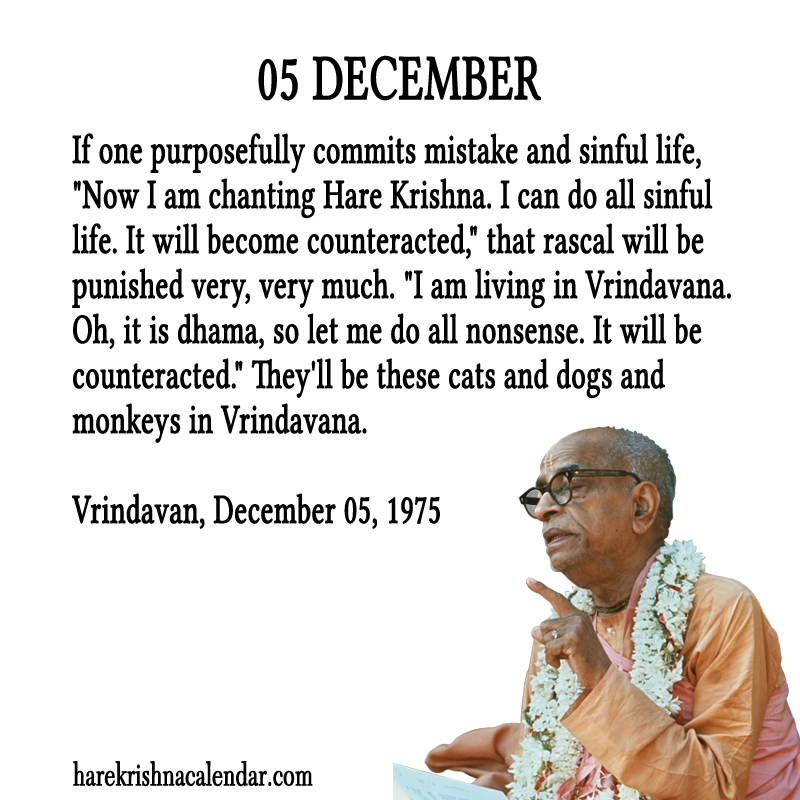 05 DECEMBER
If one purposefully commits mistake and sinful life,
"Now I am chanting Hare Krishna. I can do all sinful
life. It will become counteracted," that rascal will be
punished very, very much. "I am living in Vrindavana.
Oh, it is dhama, so let me do all nonsense. It will be
counteracted." They'll be these cats and dogs and
monkeys in Vrindavana.
Vrindavan, December 05, 1975
harekrishnacalendar.com